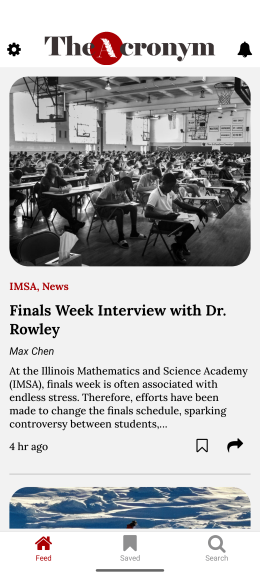 The Acronym
IMSA, News
Finals Week Interview with Dr.
Rowley
Max Chen
At the Illinois Mathematics and Science Academy
(IMSA), finals week is often associated with
endless stress. Therefore, efforts have been
made to change the finals schedule, sparking
controversy between students,...
4 hr ago
Feed
Saved
Search